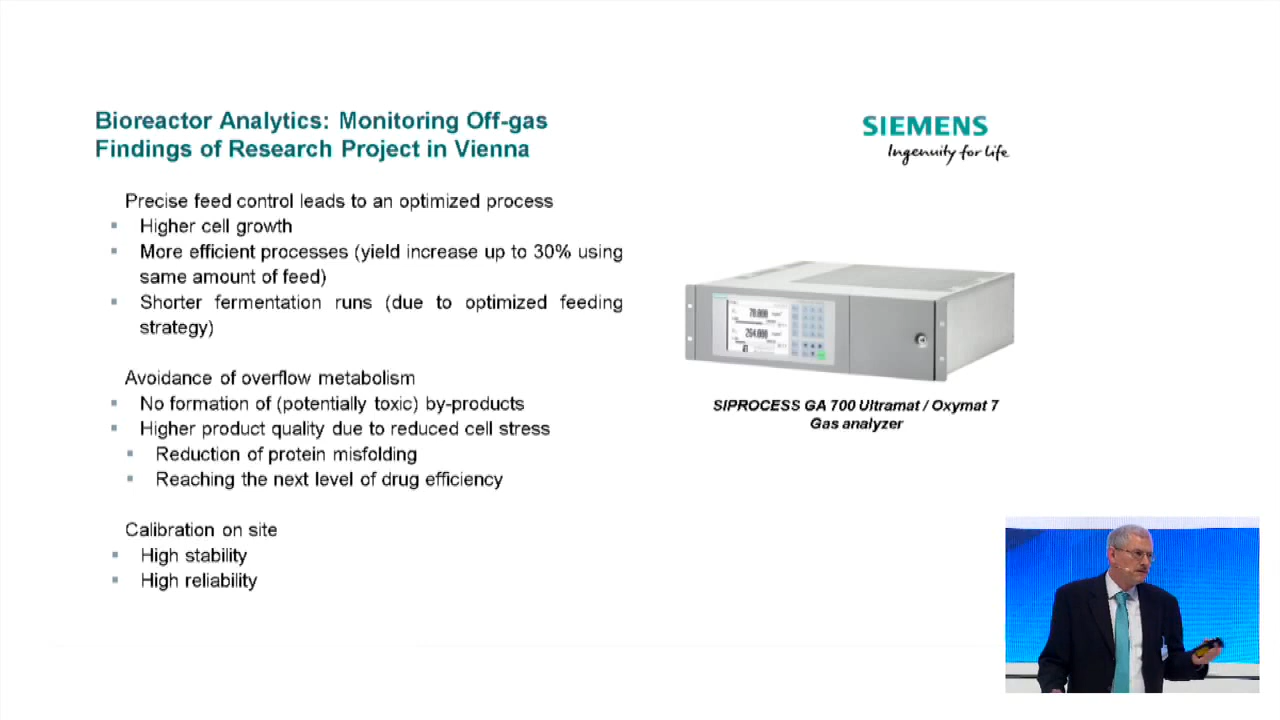 Bioreactor Analytics: Monitoring Off-gas
Findings of Research Project in Vienna
SIEMENS
Ingenuity for Life
Precise feed control leads to an optimized process
▪ Higher cell growth
▪ More efficient processes (yield increase up to 30% using
same amount of feed)
▪ Shorter fermentation runs (due to optimized feeding
strategy)
Avoidance of overflow metabolism
▪ No formation of (potentially toxic) by-products
▪ Higher product quality due to reduced cell stress
▪ Reduction of protein misfolding
▪ Reaching the next level of drug efficiency
Calibration on site
▪ High stability
▪ High reliability
70.000
264.000
SIPROCESS GA 700 Ultramat / Oxymat 7
Gas analyzer